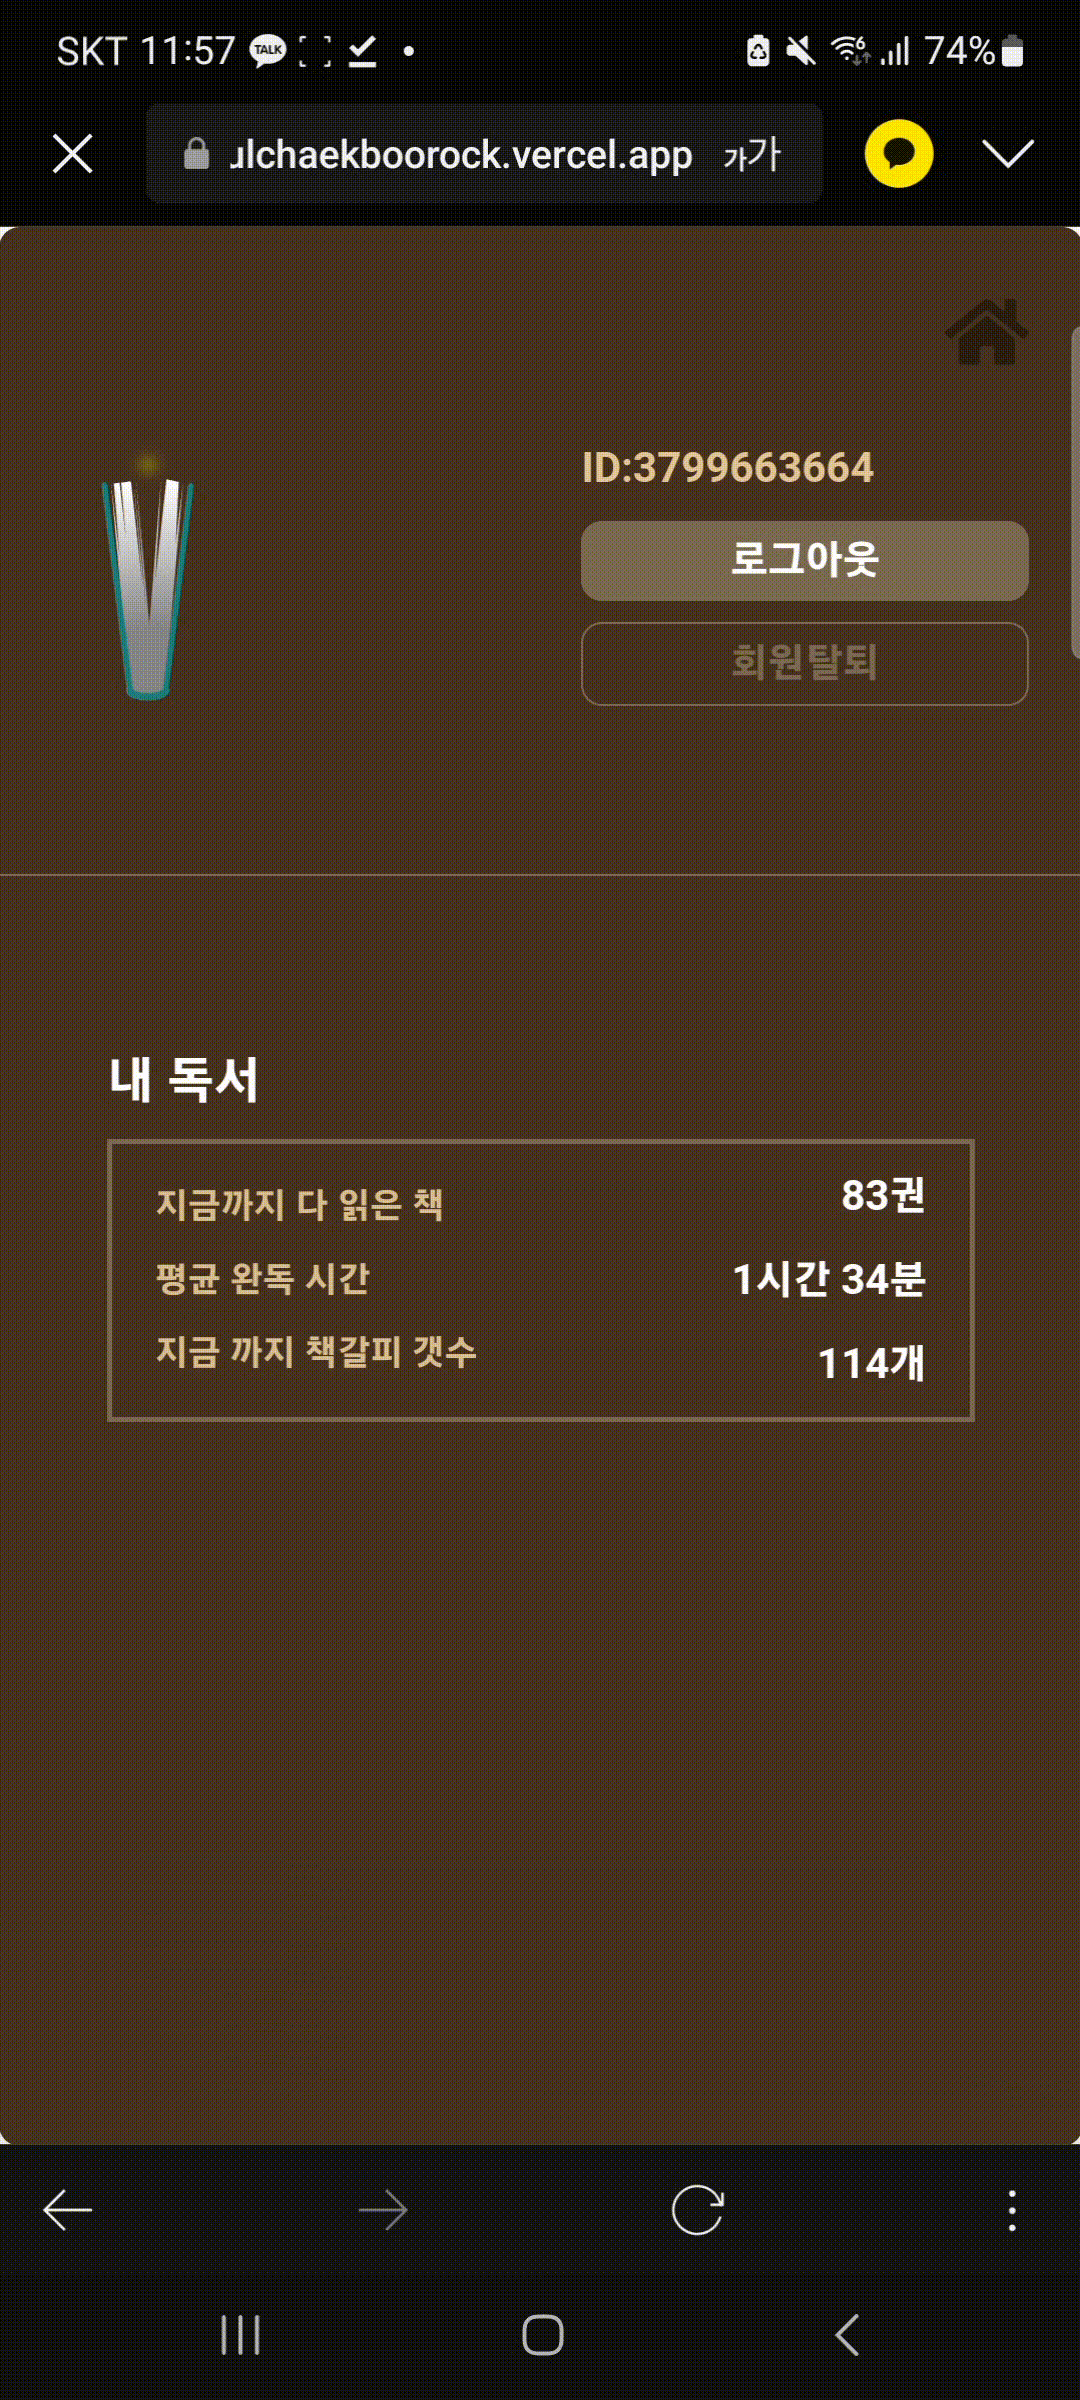 SKT 11:57 TALK 74%
ulchaekboorock.vercel.app 가가
ID:3799663664
로그아웃
회원탈퇴
내 독서
지금까지 다 읽은 책 83권
평균 완독 시간 1시간 34분
지금 까지 책갈피 갯수 114개